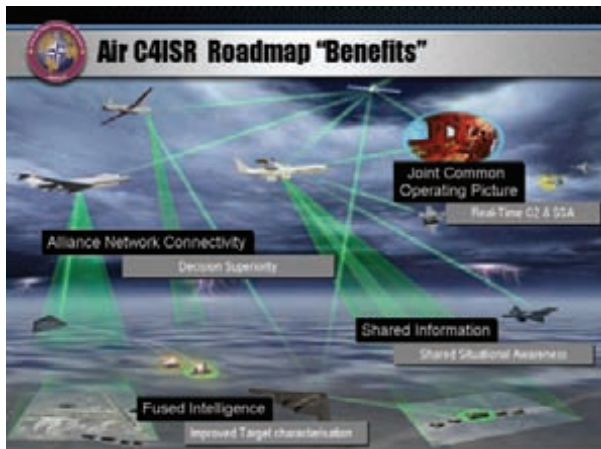 Air C4ISR Roadmap "Benefits"
Joint Common
Operating Picture
Real-Time C2 & SSA
Alliance Network Connectivity
Decision Superiority
Shared Information
Shared Situational Awareness
Fused Intelligence
Improved Target characterisation